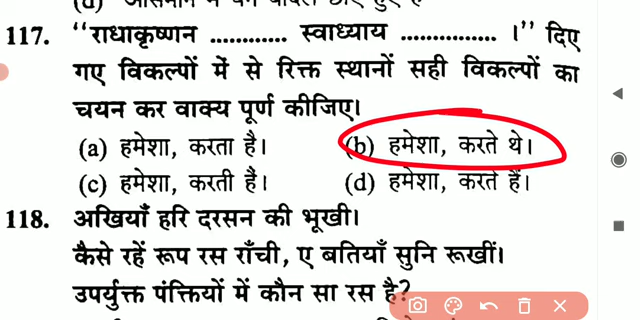 117. “राधाकृष्णन ............ स्वाध्याय ............... ।” दिए
गए विकल्पों में से रिक्त स्थानों सही विकल्पों का
चयन कर वाक्य पूर्ण कीजिए।
(a) हमेशा, करता है। (b) हमेशा, करते थे।
(c) हमेशा, करती हैं। (d) हमेशा, करते हैं।
118. अखियाँ हरि दरसन की भूखी।
कैसे रहें रूप रस राँची, ए बतियाँ सुनि रूखीं।
उपर्युक्त पंक्तियों में कौन सा रस है?